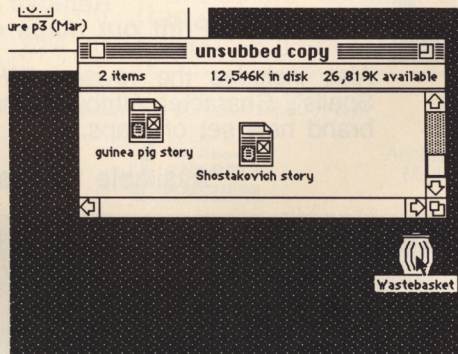 ure p3 (Mar)
unsubbed copy
2 items 12,546K in disk 26,819K available
guinea pig story
Shostakovich story
Wastebasket